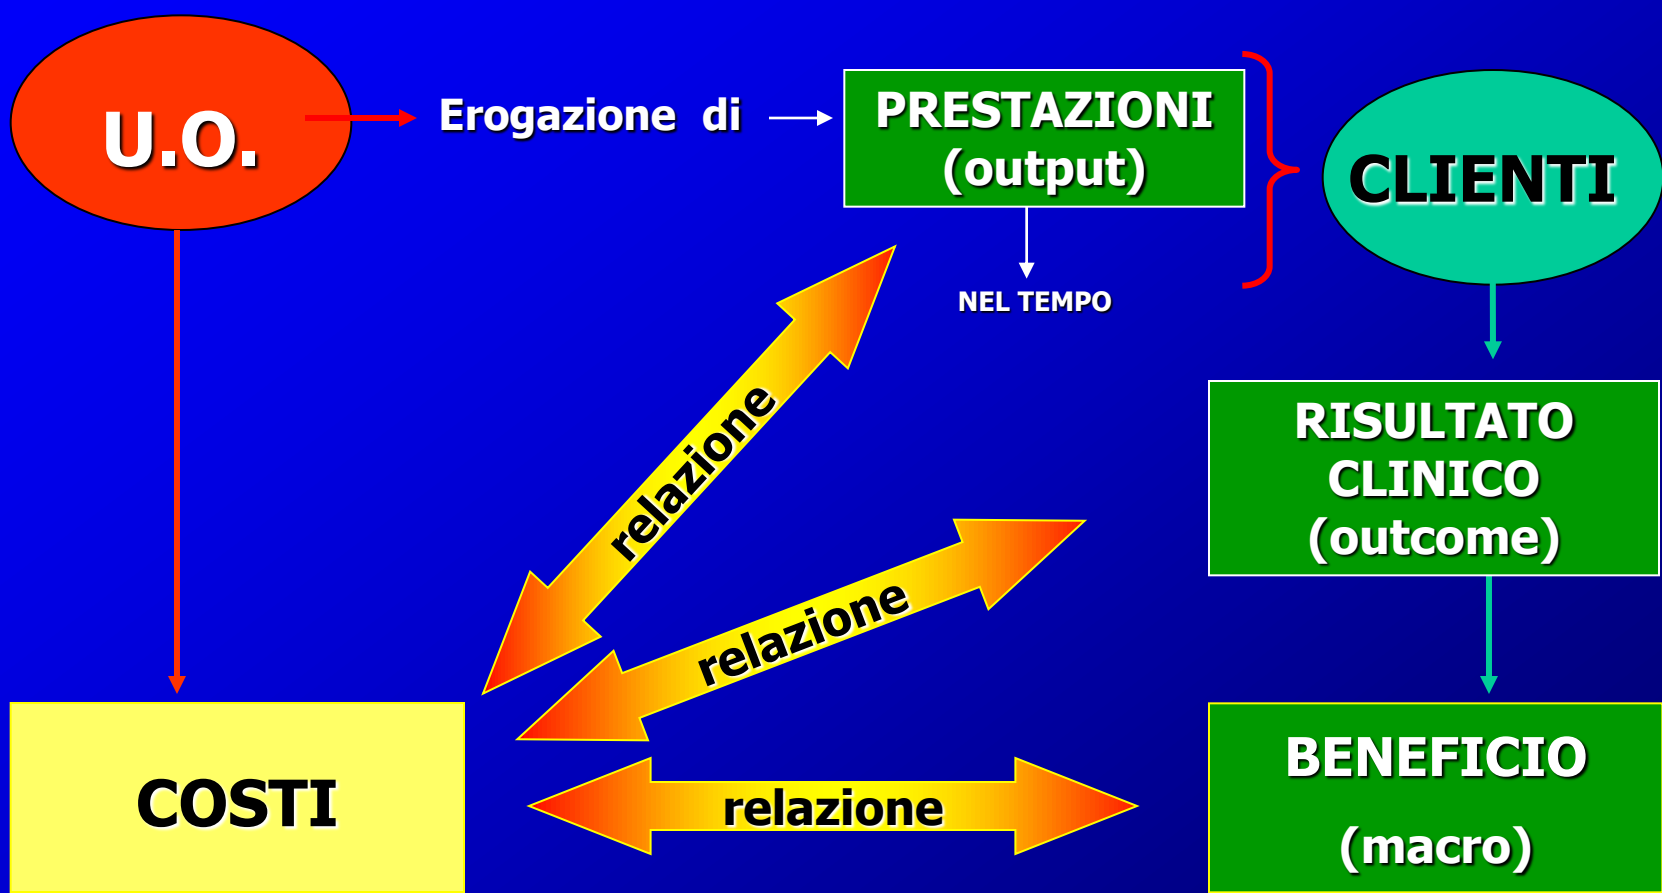 U.O.
Erogazione di
PRESTAZIONI
(output)
CLIENTI
NEL TEMPO
relazione
RISULTATO
CLINICO
(outcome)
relazione
COSTI
relazione
BENEFICIO
(macro)